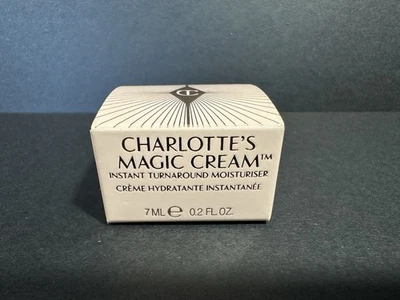 CHARLOTTE'S
MAGIC CREAM™
INSTANT TURNAROUND MOISTURISER
CRÈME HYDRATANTE INSTANTANÉE
7 ML ℮ 0.2 FL.OZ.